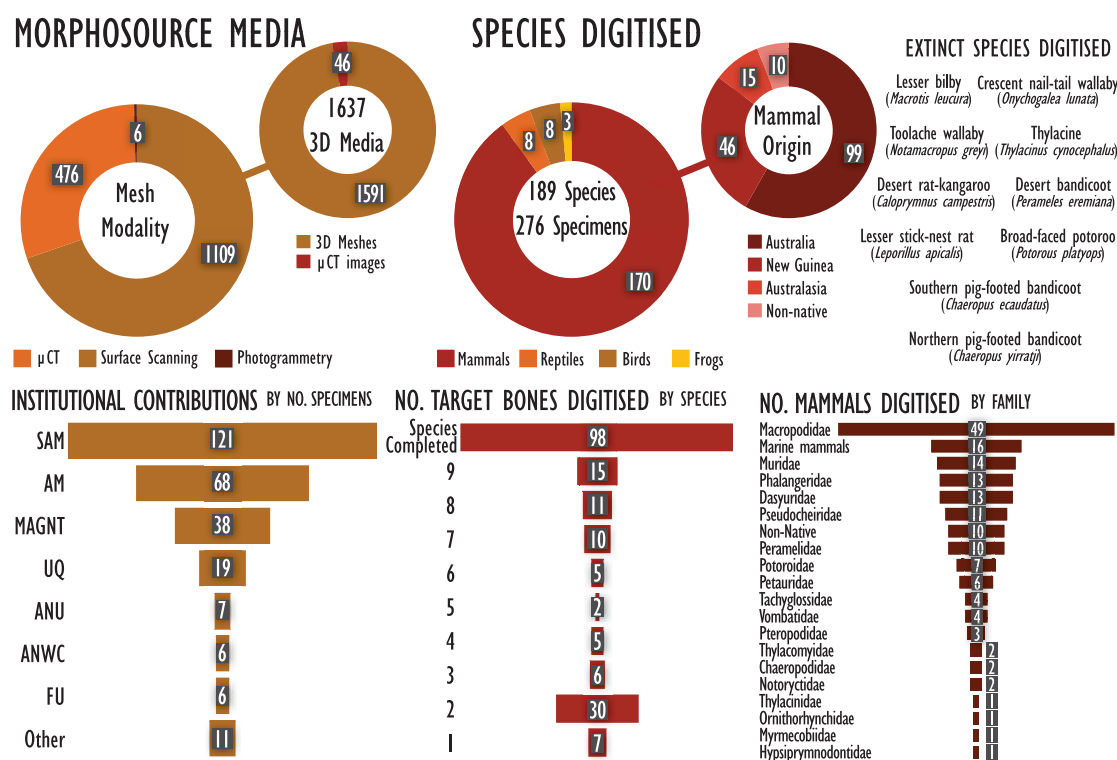 MORPHOSOURCE MEDIA
46
1637
3D Media
1591
3D Meshes
µCT images
6
476
Mesh
Modality
1109
µCT
Surface Scanning
Photogrammetry
SPECIES DIGITISED
8
8
3
189 Species
276 Specimens
170
Mammals
Reptiles
Birds
Frogs
15
10
Mammal
Origin
46
99
Australia
New Guinea
Australasia
Non-native
EXTINCT SPECIES DIGITISED
Lesser bilby
(Macrotis leucura)
Crescent nail-tail wallaby
(Onychogalea lunata)
Toolache wallaby
(Notamacropus greyi)
Thylacine
(Thylacinus cynocephalus)
Desert rat-kangaroo
(Caloprymnus campestris)
Desert bandicoot
(Perameles eremiana)
Lesser stick-nest rat
(Leporillus apicalis)
Broad-faced potoroo
(Potorous platyops)
Southern pig-footed bandicoot
(Chaeropus ecaudatus)
Northern pig-footed bandicoot
(Chaeropus yirratji)
INSTITUTIONAL CONTRIBUTIONS BY NO. SPECIMENS
SAM 121
AM 68
MAGNT 38
UQ 19
ANU 7
ANWC 6
FU 6
Other 11
NO. TARGET BONES DIGITISED BY SPECIES
Species
Completed 98
9 15
8 11
7 10
6 5
5 2
4 5
3 6
2 30
1 7
NO. MAMMALS DIGITISED BY FAMILY
Macropodidae 49
Marine mammals 16
Muridae 14
Phalangeridae 13
Dasyuridae 13
Pseudocheiridae 11
Non-Native 10
Peramelidae 10
Potoroidae 7
Petauridae 6
Tachyglossidae 4
Vombatidae 4
Pteropodidae 3
Thylacomyidae 2
Chaeropodidae 2
Notoryctidae 2
Thylacinidae 1
Ornithorhynchidae 1
Myrmecobiidae 1
Hypsiprymnodontidae 1